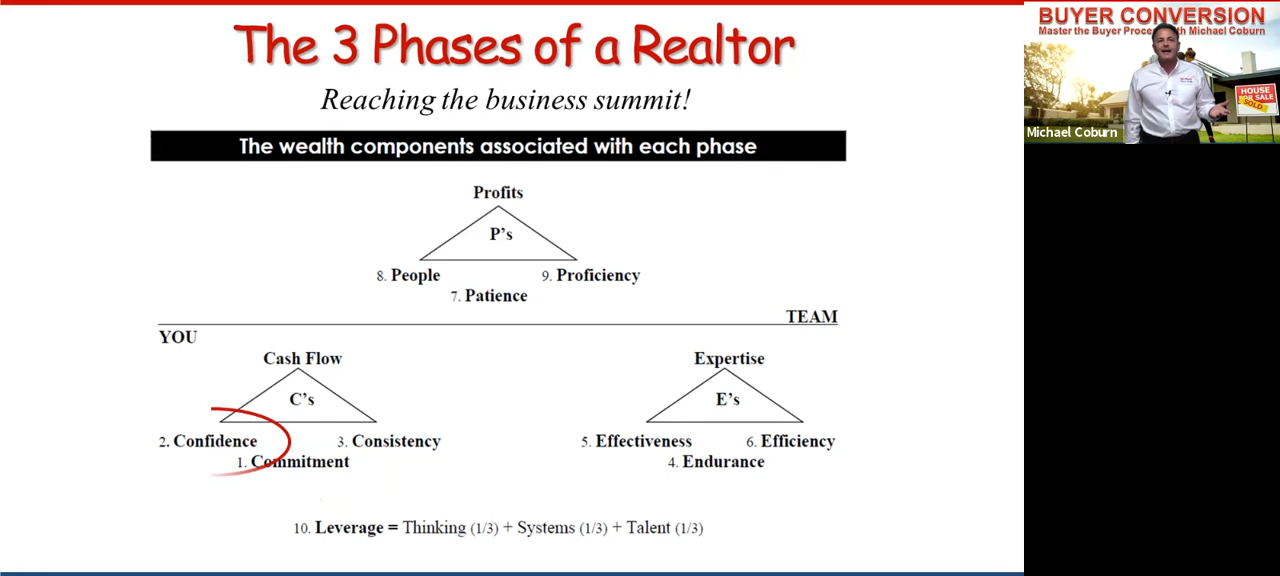 The 3 Phases of a Realtor
Reaching the business summit!
The wealth components associated with each phase
Profits
P's
8. People
9. Proficiency
7. Patience
TEAM
YOU
Cash Flow
C's
2. Confidence
3. Consistency
1. Commitment
Expertise
E's
5. Effectiveness
6. Efficiency
4. Endurance
10. Leverage = Thinking (1/3) + Systems (1/3) + Talent (1/3)
BUYER CONVERSION
Master the Buyer th Michael Coburn
HOUSE
FOR SALE
SOLD
Michael Coburn